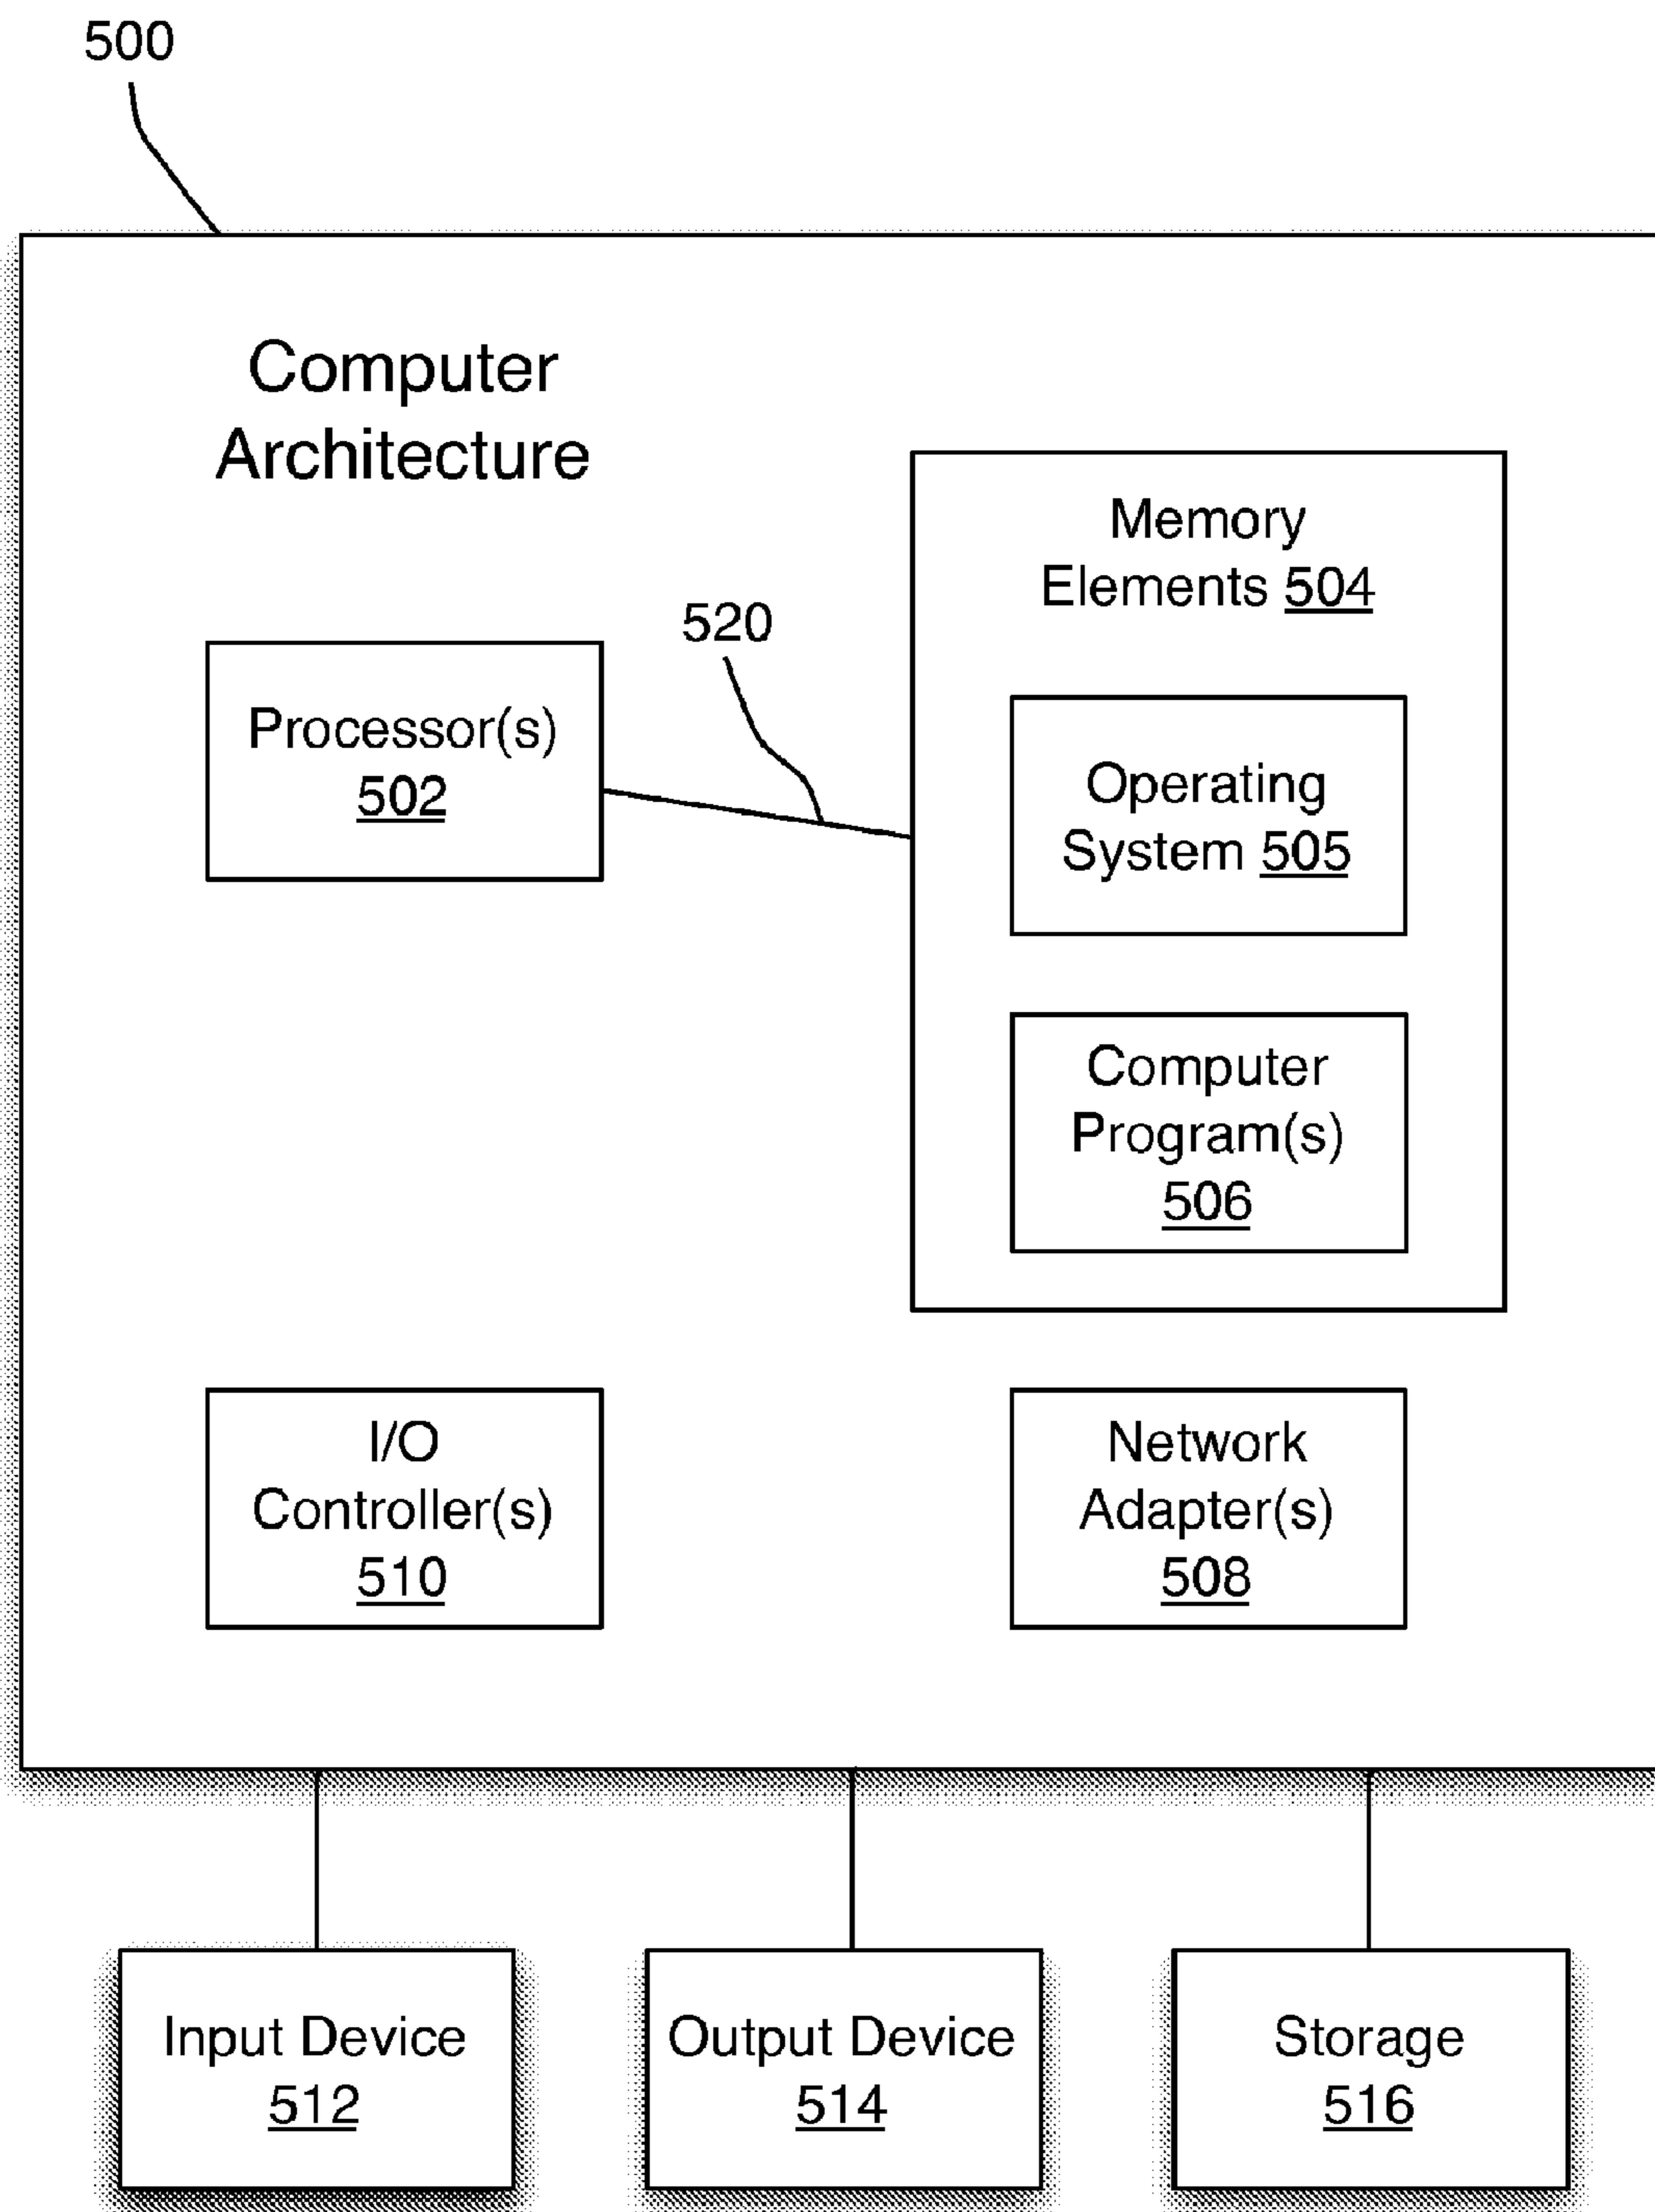 500
Computer
Architecture
Memory
Elements 504
520
Processor(s)
502
Operating
System 505
Computer
Program(s)
506
I/O
Controller(s)
510
Network
Adapter(s)
508
Input Device
512
Output Device
514
Storage
516